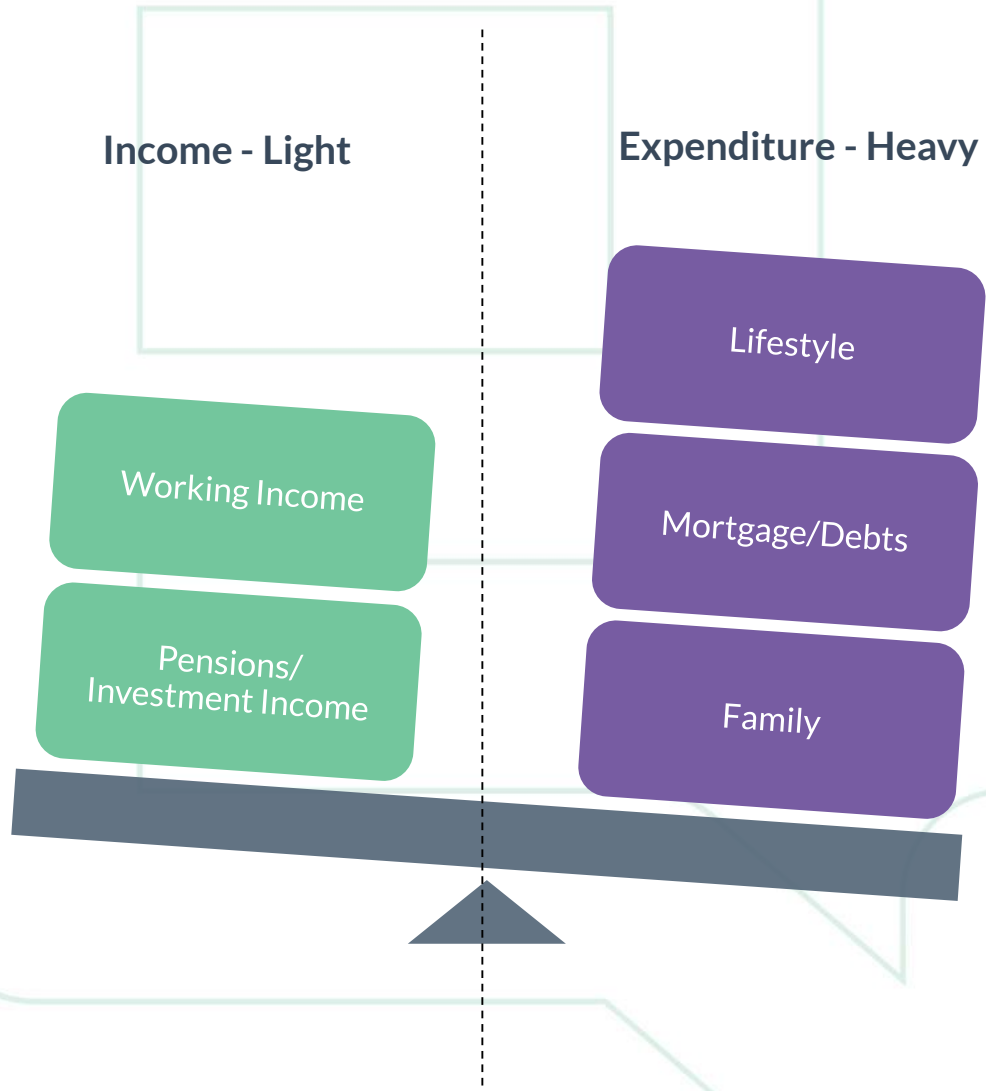 Income - Light
Working Income
Pensions/
Investment Income
Expenditure - Heavy
Lifestyle
Mortgage/Debts
Family